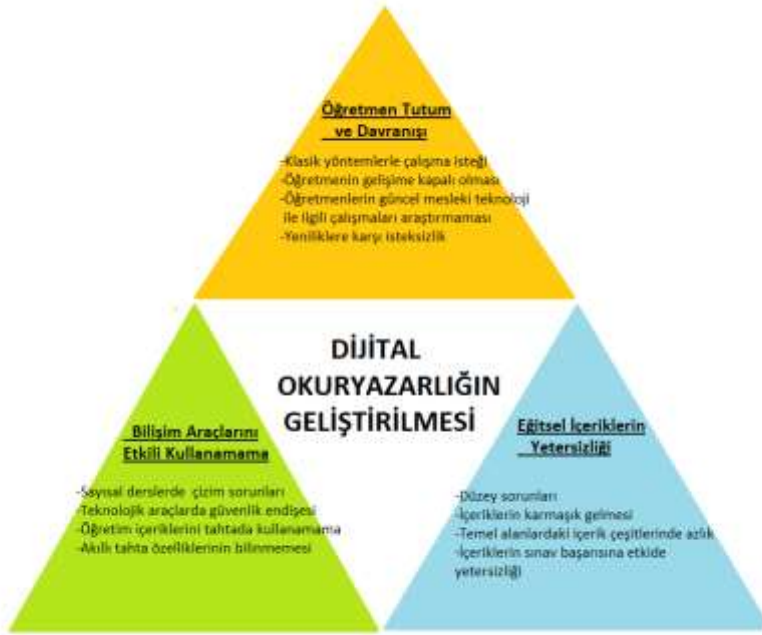 Öğretmen Tutum
ve Davranışı
-Klasik yöntemlerle çalışma isteği
-Öğretmenin gelişime kapalı olması
-Öğretmenlerin güncel mesleki teknoloji
ile ilgili çalışmaları araştırmaması
-Yeniliklere karşı isteksizlik
DİJİTAL
OKURYAZARLIĞIN
GELİŞTİRİLMESİ
Bilişim Araçlarını
Etkili Kullanamama
-Sayısal derslerde çizim sorunları
-Teknolojik araçlarda güvenlik endişesi
-Öğretim içeriklerini tahtada kullanamama
-Akıllı tahta özelliklerinin bilinmemesi
Eğitsel İçeriklerin
Yetersizliği
-Düzey sorunları
-İçeriklerin karmaşık gelmesi
-Temel alanlardaki içerik çeşitlerinde azlık
-İçeriklerin sınav başarısına etkide
yetersizliği